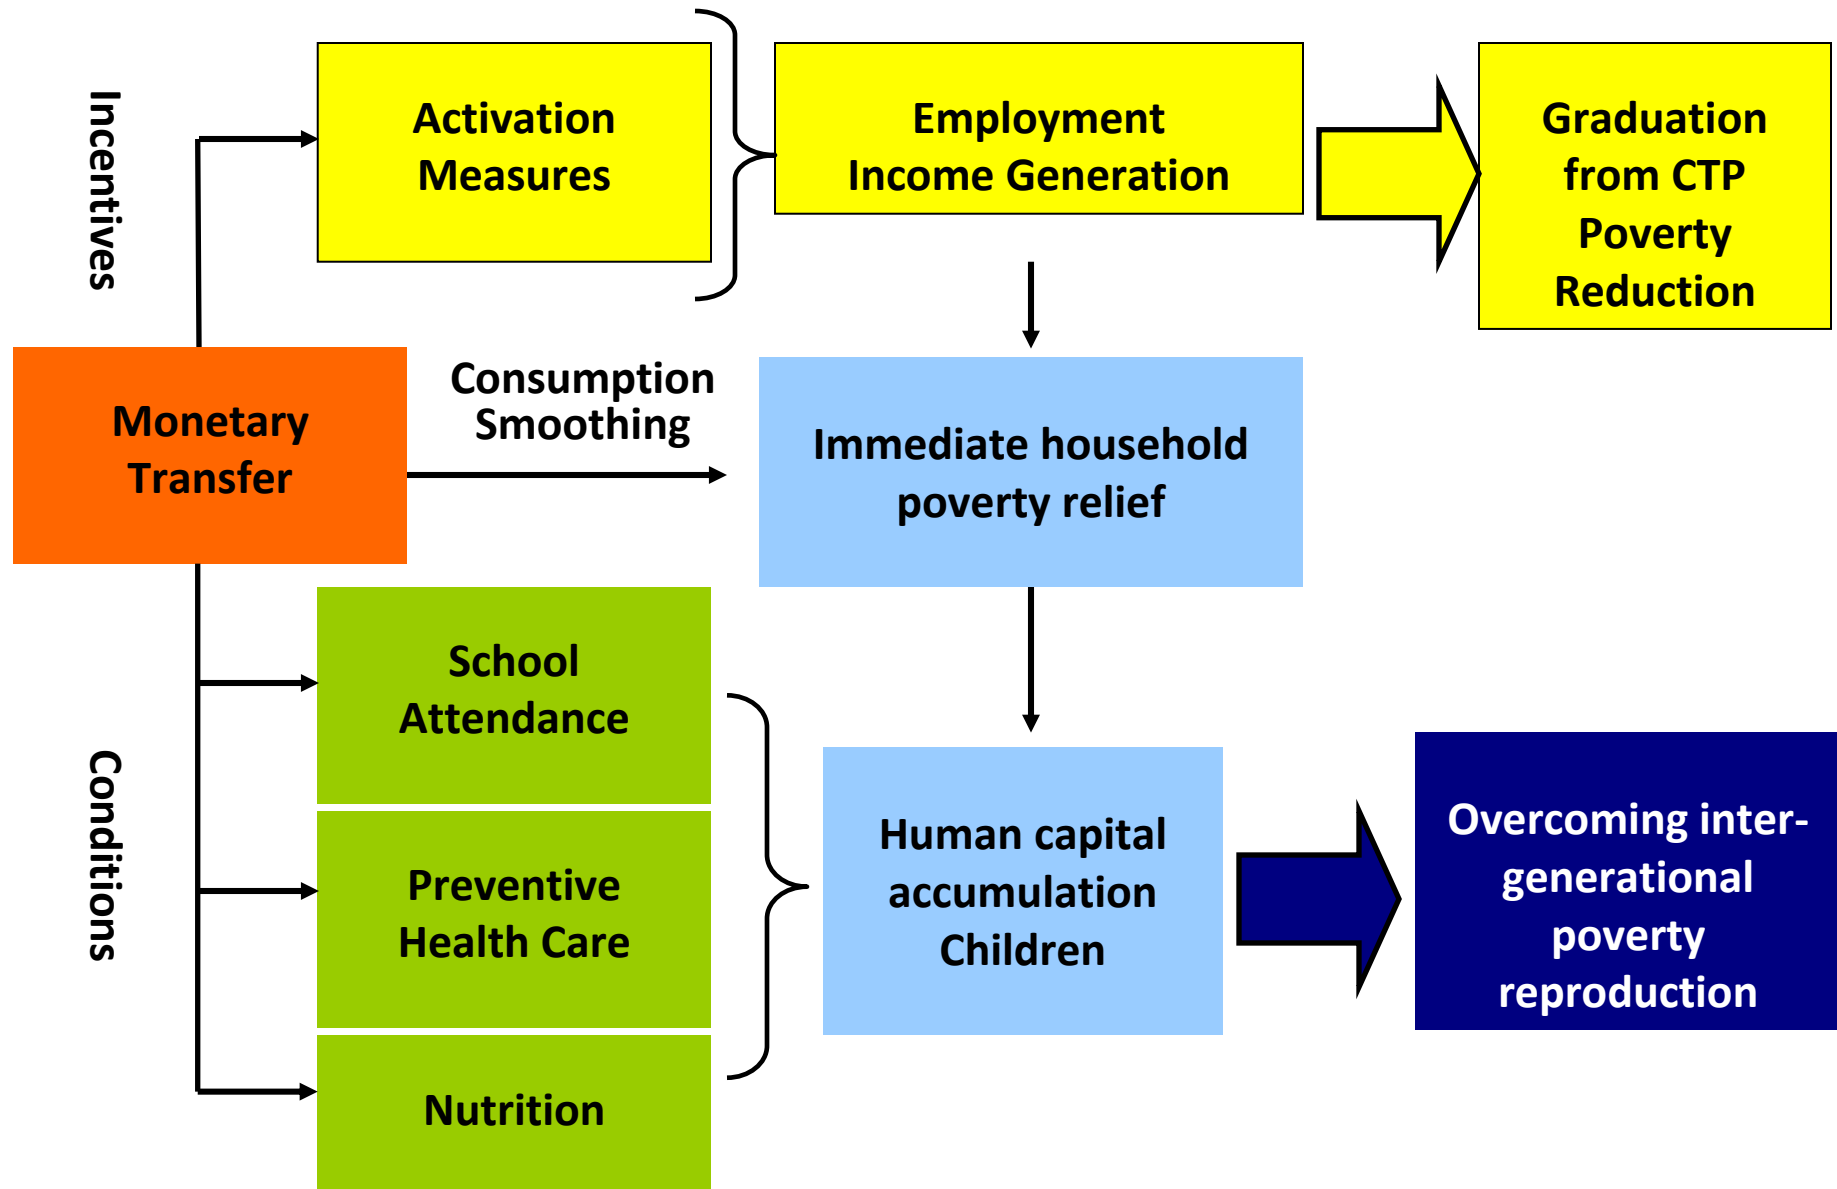 Incentives
Activation
Measures
Employment
Income Generation
Graduation
from CTP
Poverty
Reduction
Monetary
Transfer
Consumption
Smoothing
Immediate household
poverty relief
Conditions
School
Attendance
Preventive
Health Care
Nutrition
Human capital
accumulation
Children
Overcoming inter-
generational
poverty
reproduction